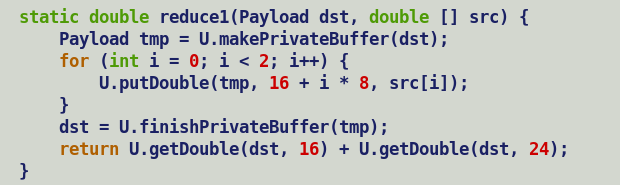 static double reduce1(Payload dst, double [] src) {
    Payload tmp = U.makePrivateBuffer(dst);
    for (int i = 0; i < 2; i++) {
        U.putDouble(tmp, 16 + i * 8, src[i]);
    }
    dst = U.finishPrivateBuffer(tmp);
    return U.getDouble(dst, 16) + U.getDouble(dst, 24);
}